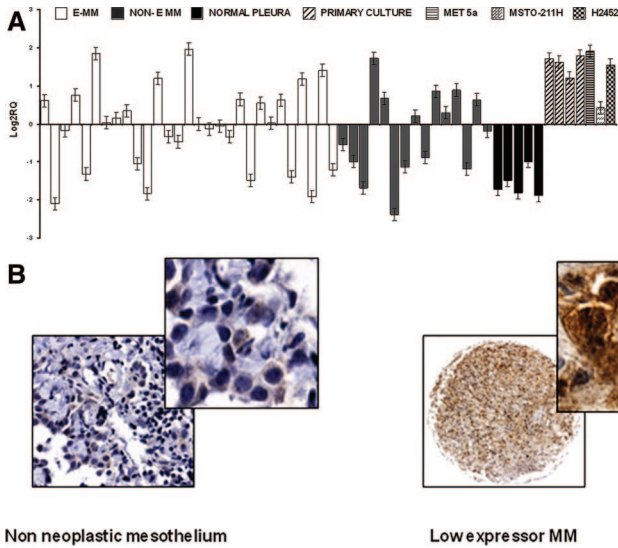 A
E-MM NON-E MM NORMAL PLEURA PRIMARY CULTURE MET 5a MSTO-211H H2452
Log2RQ
3
2
1
0
-1
-2
-3
B
Non neoplastic mesothelium
Low expressor MM